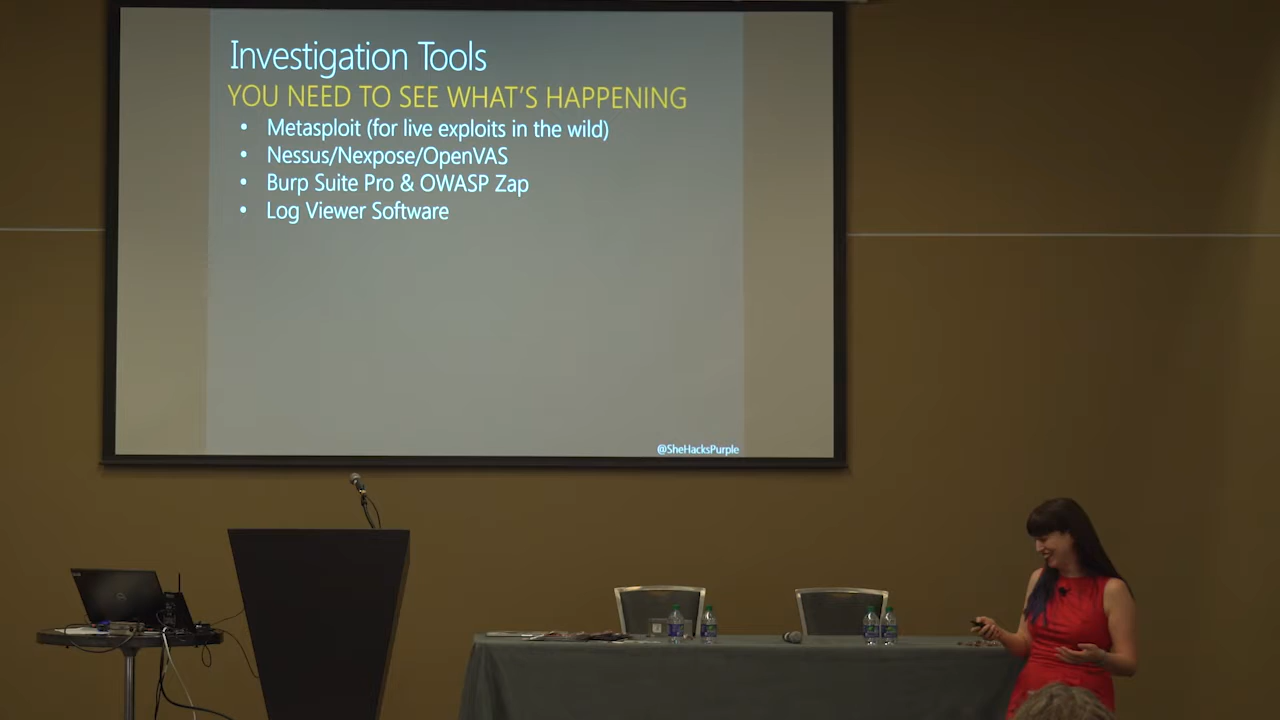 Investigation Tools
YOU NEED TO SEE WHAT'S HAPPENING
• Metasploit (for live exploits in the wild)
• Nessus/Nexpose/OpenVAS
• Burp Suite Pro & OWASP Zap
• Log Viewer Software
@SheHacksPurple